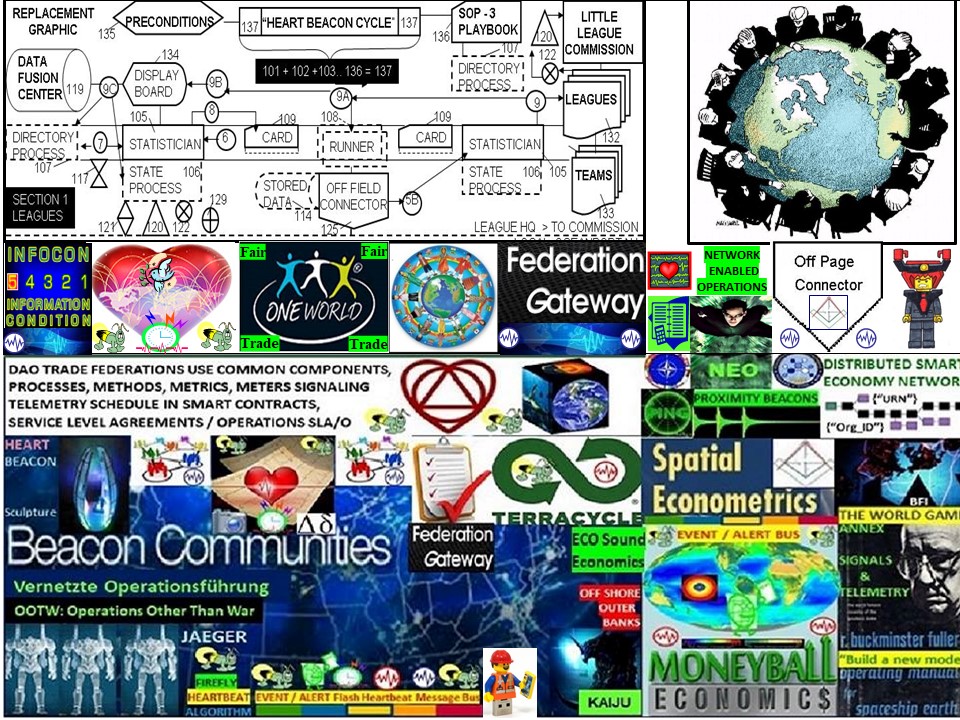 REPLACEMENT
GRAPHIC
135
PRECONDITIONS
137 "HEART BEACON CYCLE" 137
SOP - 3
PLAYBOOK
136
120
LITTLE
LEAGUE
COMMISSION
101 + 102 +103.. 136 = 137
107
DIRECTORY
PROCESS
122
DATA
FUSION
CENTER
119
134
DISPLAY
BOARD
9C
9B
9A
9
LEAGUES
132
105
8
109
CARD
108
109
CARD
DIRECTORY
PROCESS
107
7
STATISTICIAN
6
RUNNER
STATISTICIAN
117
STATE
PROCESS
106
STORED
DATA
114
OFF FIELD
CONNECTOR
125
5B
STATE
PROCESS
106
105
TEAMS
133
SECTION 1
LEAGUES
121
120
122
129
LEAGUE HQ > TO COMMISSION
INFOCON
5 4 3 2 1
INFORMATION
CONDITION
Fair
Fair
ONE WORLD
®
Trade
Trade
Federation
Gateway
NETWORK
ENABLED
OPERATIONS
Off Page
Connector
DAO TRADE FEDERATIONS USE COMMON COMPONENTS,
PROCESSES, METHODS, METRICS, METERS SIGNALING
TELEMETRY SCHEDULE IN SMART CONTRACTS,
SERVICE LEVEL AGREEMENTS / OPERATIONS SLA/O
NEO
PING
PROXIMITY BEACONS
DISTRIBUTED SMART
ECONOMY NETWOR
{"URN"}
{"Org_ID"}
HEART
BEACON
Sculpture
Δδ
TERRACYCLE
Spatial
Econometrics
BFI
THE WORLD GAM
Beacon Communities
Federation
Gateway
ECO Sound
Economics
EVENT / ALERT BUS
ANNEX
SIGNALS
&
TELEMETRY
Vernetzte Operationsführung
OOTW: Operations Other Than War
OFF SHORE
OUTER
BANKS
JAEGER
FIREFLY
HEARTBEAT
ALGORITHM
EVENT / ALERT Flash Heartbeat Message Bus
KAIJU
MONEYBALL
ECONOMIC$
r. buckminster fuller
"Build a new mode
operating manual
for
spaceship earth